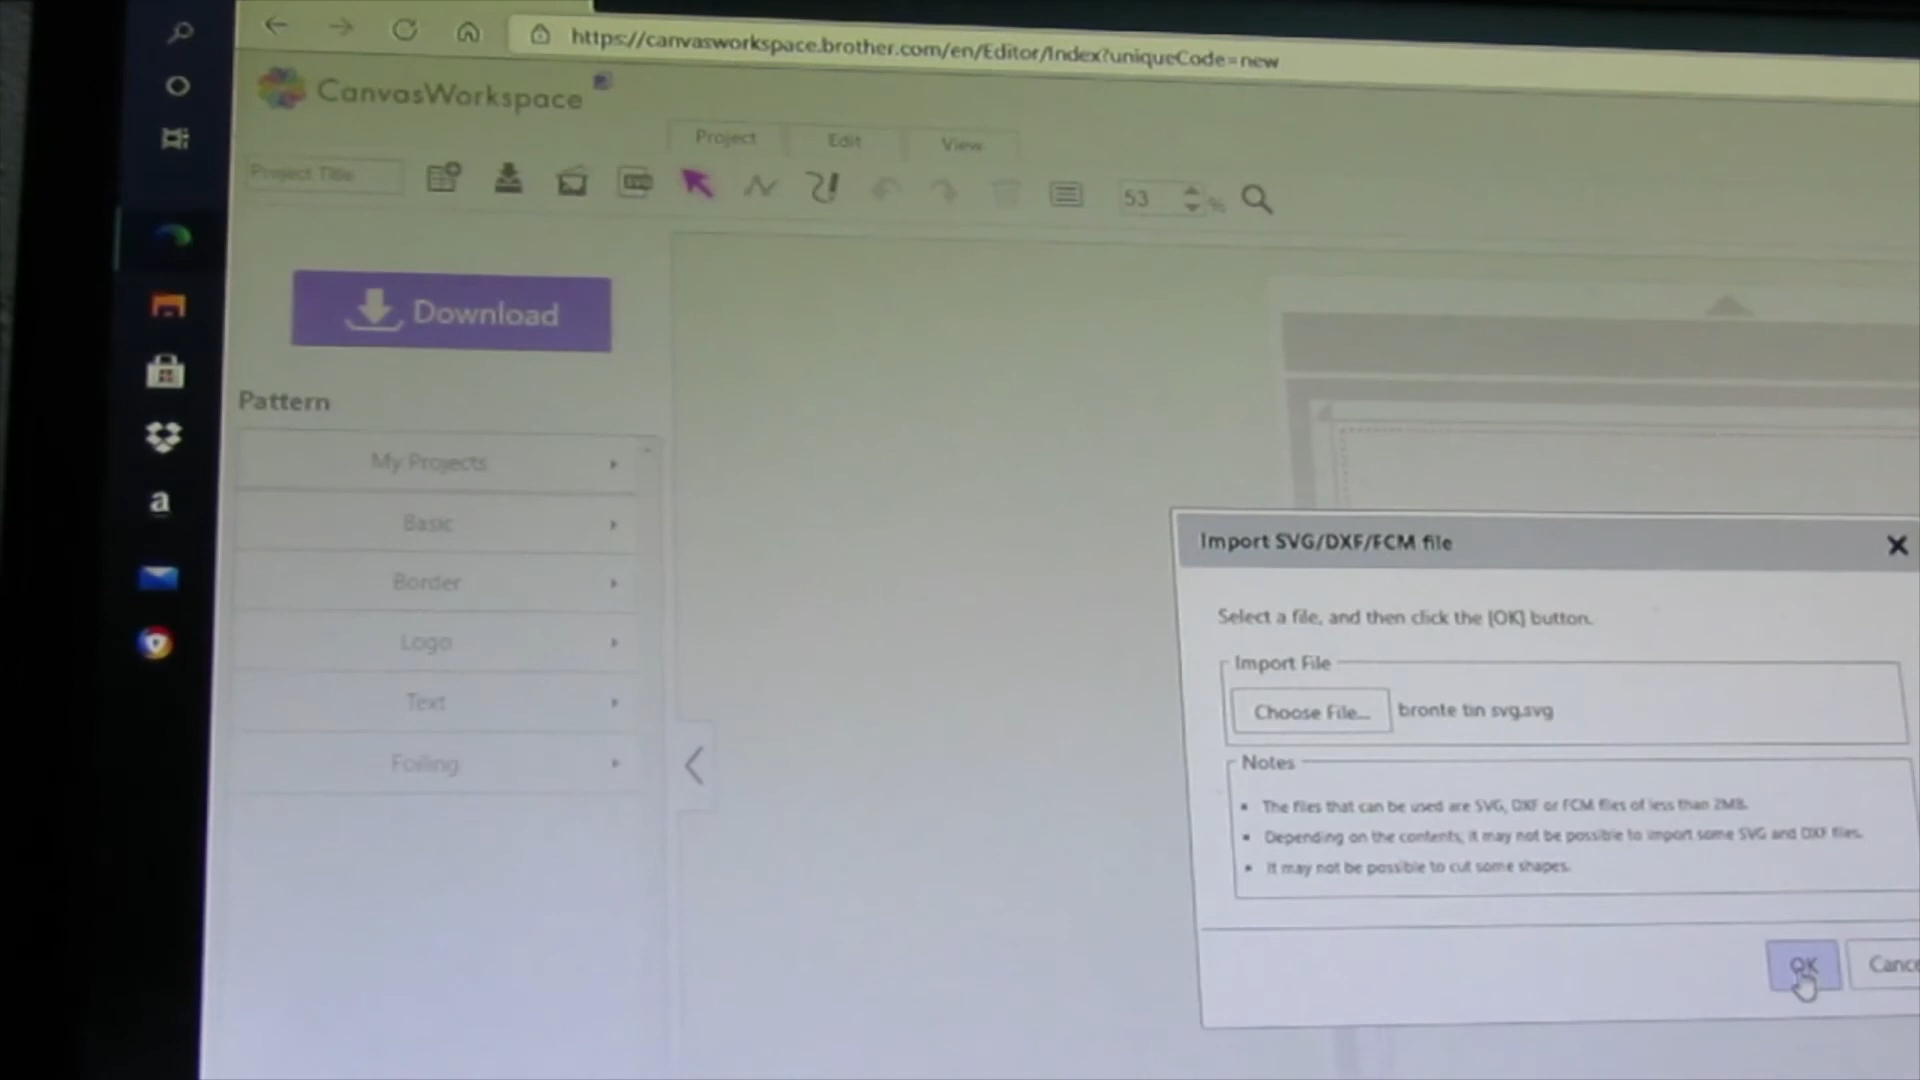 https://canvasworkspace.brother.com/en/Editor/Index?uniqueCode=new
CanvasWorkspace
Project Edit View
Project Title
SVG
53 %
Download
Pattern
My Projects
Basic
Border
Logo
Text
Foiling
a
Import SVG/DXF/FCM file
Select a file, and then click the [OK] button.
Import File
Choose File... bronte tin svg.svg
Notes
The files that can be used are SVG, DXF or FCM files of less than 2MB.
Depending on the contents, it may not be possible to import some SVG and DXF files.
It may not be possible to cut some shapes.
OK Cance